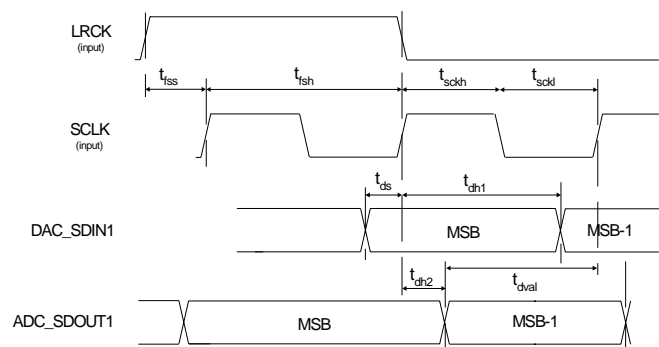 LRCK
(input)
tfss
tfsh
tsckh
tsckl
SCLK
(input)
tds
tdh1
DAC_SDIN1
MSB
MSB-1
tdh2
tdval
ADC_SDOUT1
MSB
MSB-1